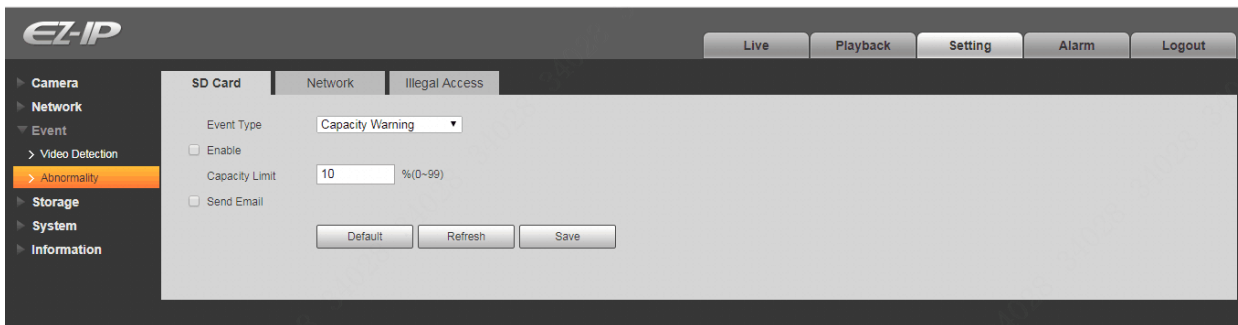 EZ-IP
Live Playback Setting Alarm Logout
Camera
Network
Event
Video Detection
Abnormality
Storage
System
Information
SD Card Network Illegal Access
Event Type Capacity Warning
Enable
Capacity Limit 10 %(0~99)
Send Email
Default Refresh Save